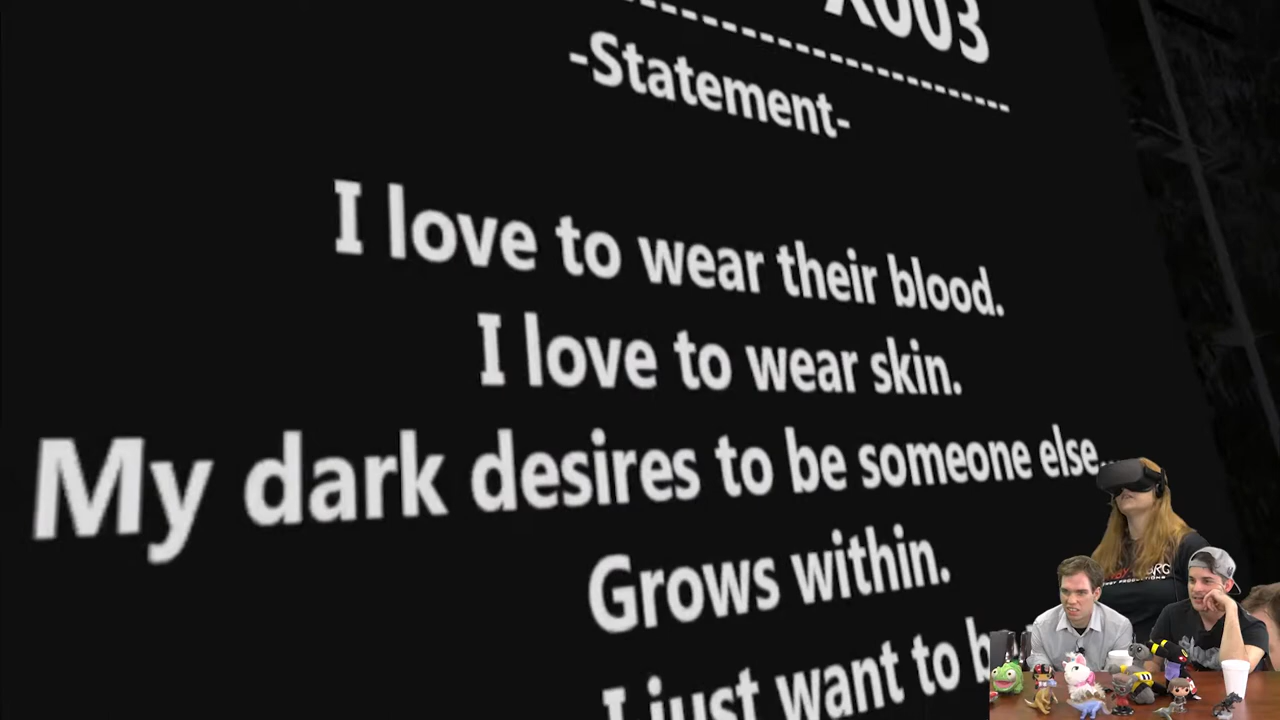 X003
-Statement-
I love to wear their blood.
I love to wear skin.
My dark desires to be someone else..
Grows within.
I just want to